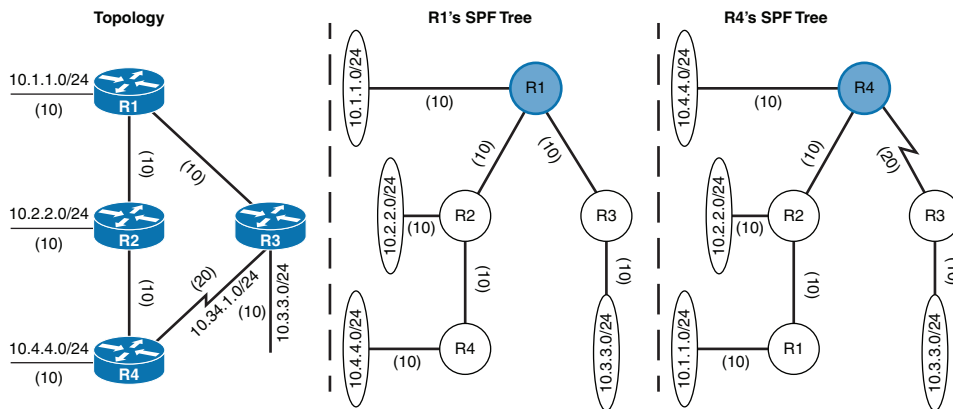 Topology
10.1.1.0/24
(10)
R1
(10)
(10)
10.2.2.0/24
(10)
R2
R3
(10)
(20)
10.34.1.0/24
(10)
10.3.3.0/24
10.4.4.0/24
(10)
R4
R1's SPF Tree
10.1.1.0/24
(10)
R1
(10)
(10)
10.2.2.0/24
(10)
R2
R3
(10)
(10)
10.4.4.0/24
(10)
R4
10.3.3.0/24
R4's SPF Tree
10.4.4.0/24
(10)
R4
(10)
(20)
10.2.2.0/24
(10)
R2
R3
(10)
(10)
10.1.1.0/24
(10)
R1
10.3.3.0/24